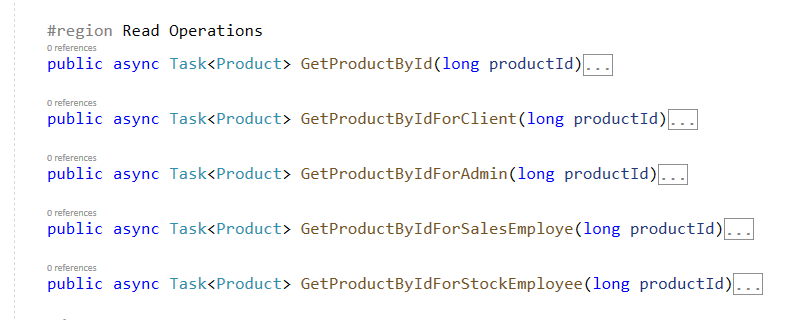 #region Read Operations
0 references
public async Task<Product> GetProductById(long productId)...
0 references
public async Task<Product> GetProductByIdForClient(long productId)...
0 references
public async Task<Product> GetProductByIdForAdmin(long productId)...
0 references
public async Task<Product> GetProductByIdForSalesEmploye(long productId)...
0 references
public async Task<Product> GetProductByIdForStockEmployee(long productId)...